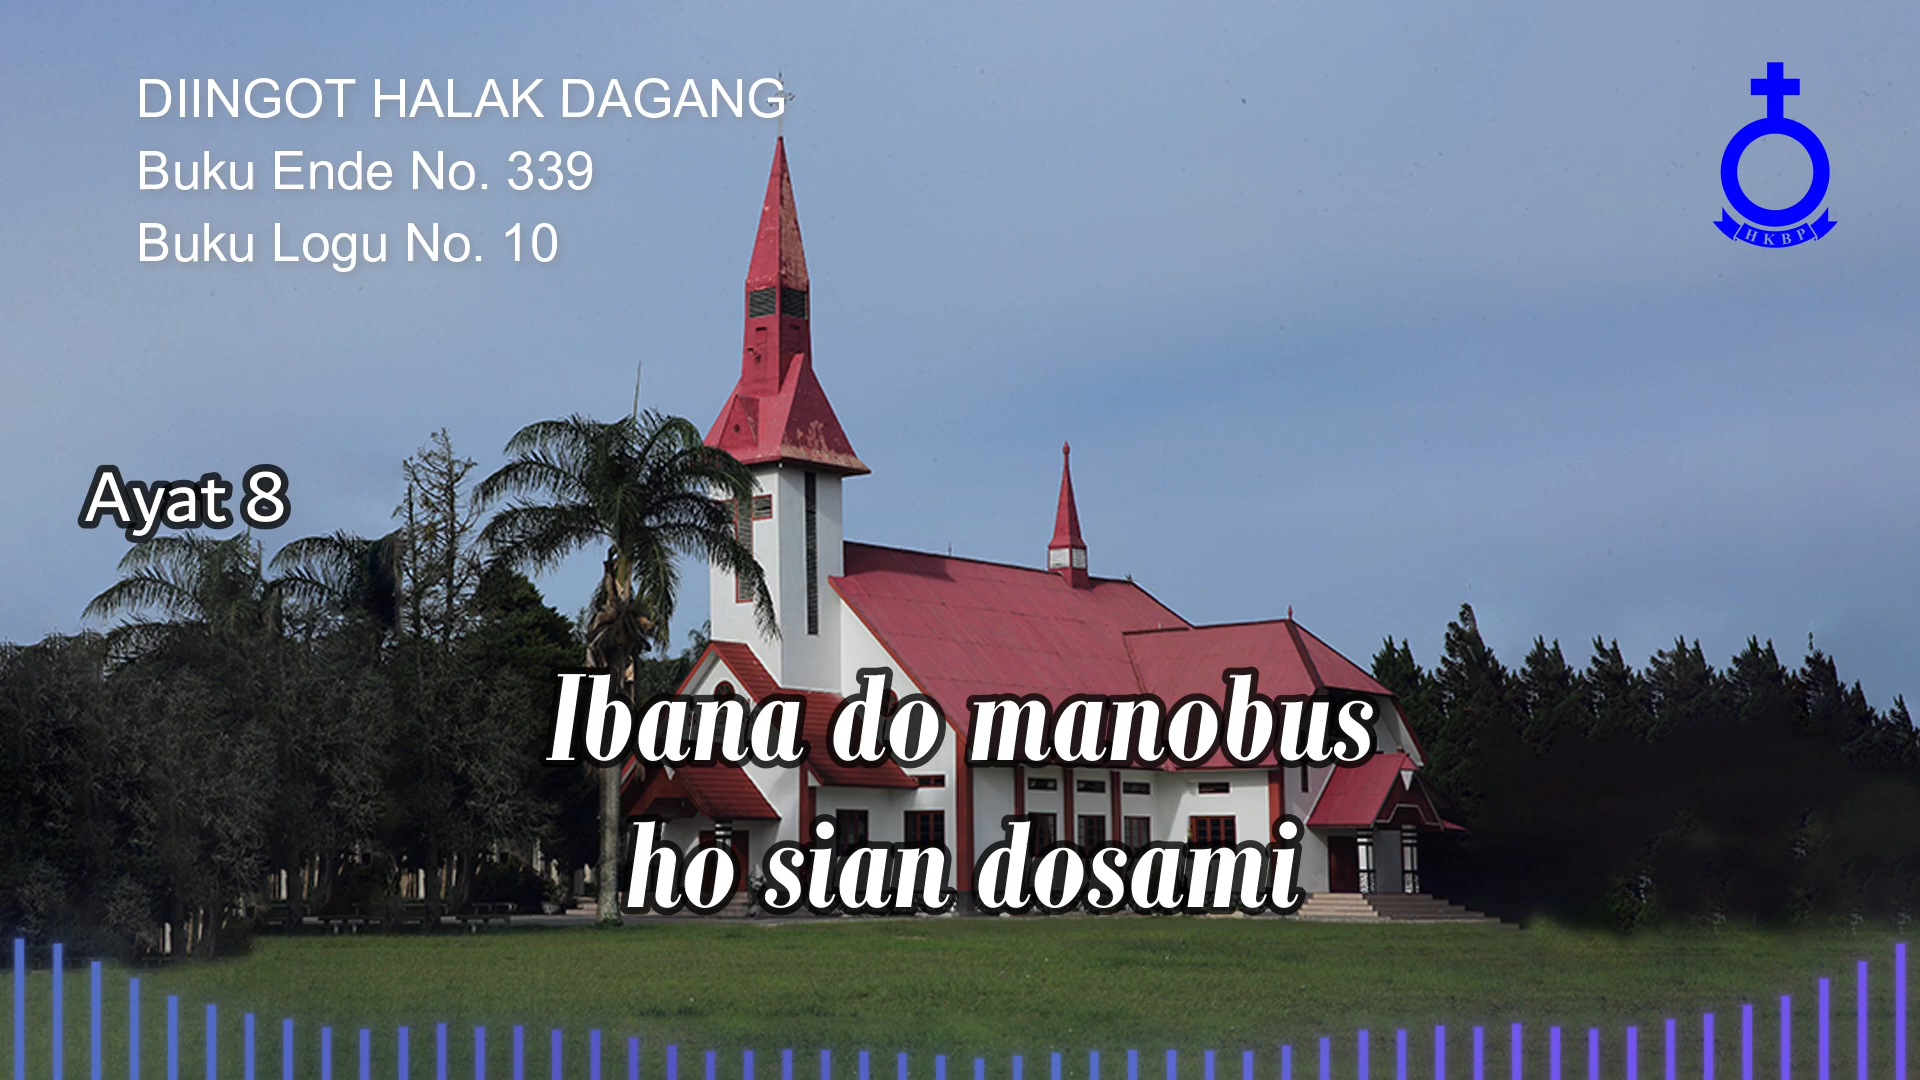 DIINGOT HALAK DAGANG
Buku Ende No. 339
Buku Logu No. 10
HKBP
Ayat 8
Ibana do manobus
ho sian dosami